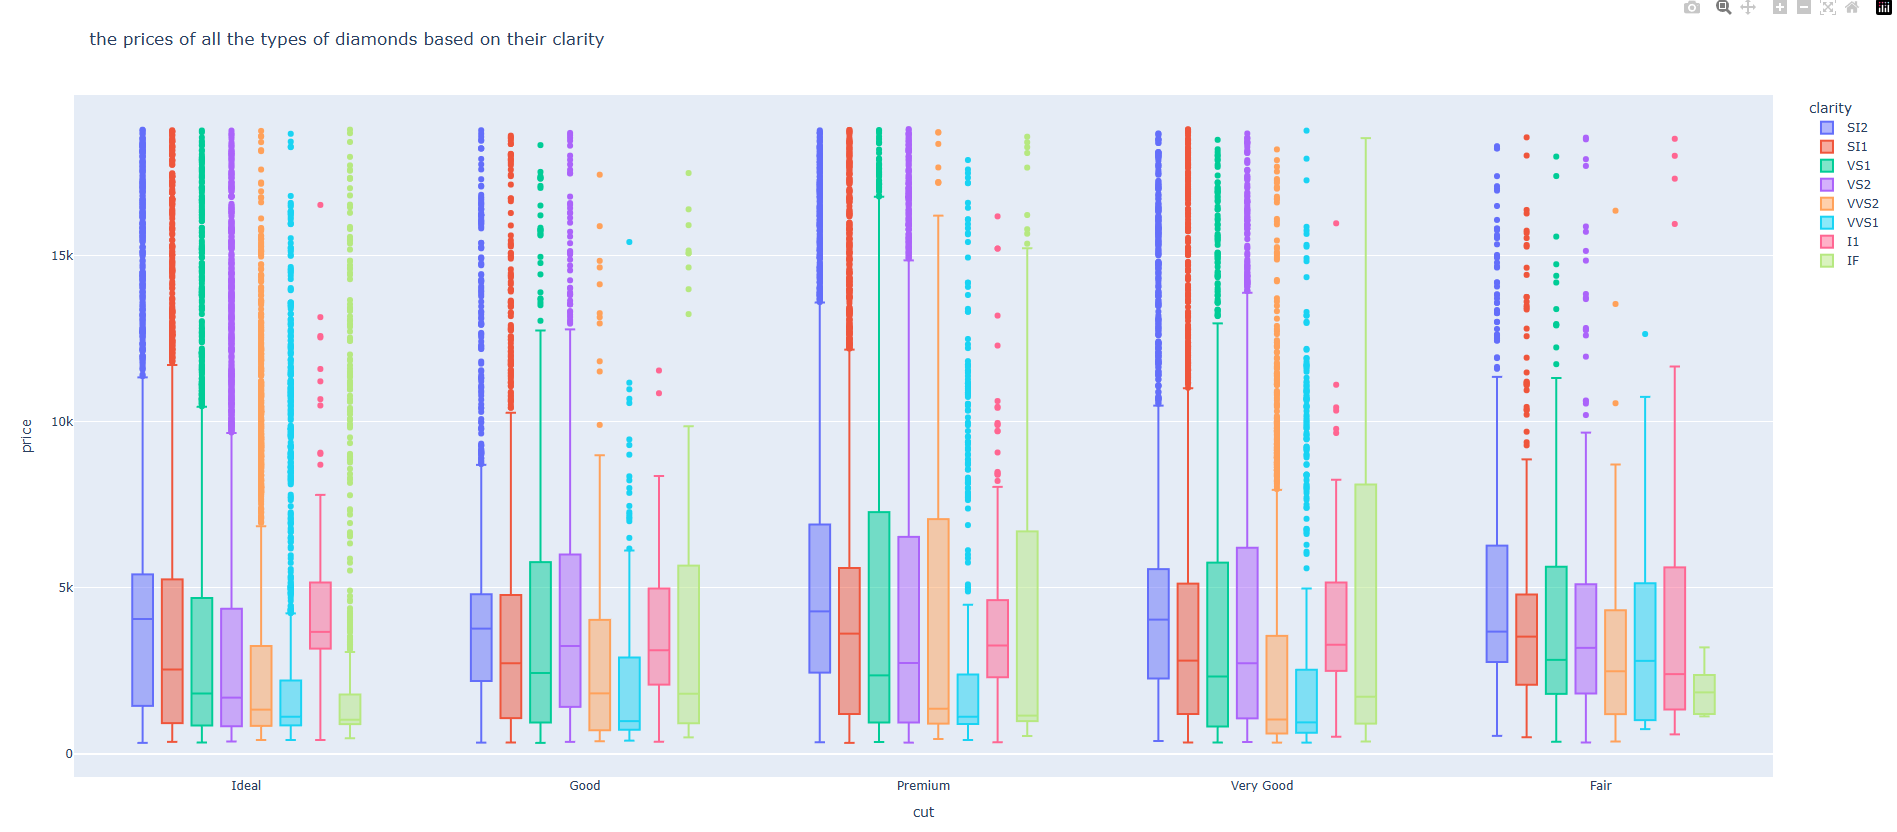 the prices of all the types of diamonds based on their clarity
clarity
SI2
SI1
VS1
VS2
VVS2
VVS1
I1
IF
price
15k
10k
5k
0
Ideal
Good
Premium
Very Good
Fair
cut